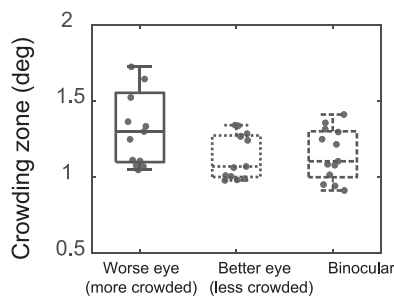 2
1.5
1
0.5
Crowding zone (deg)
Worse eye Better eye Binocular
(more crowded) (less crowded)